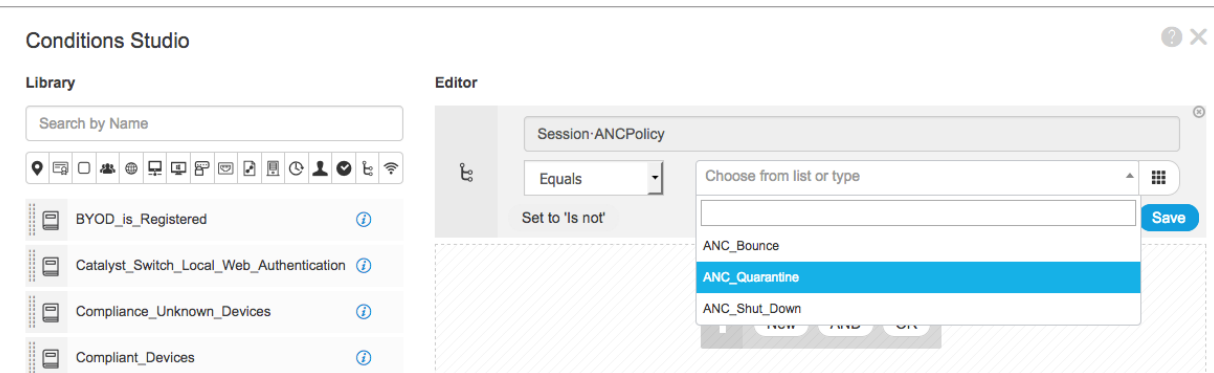 Conditions Studio
Library
Search by Name
BYOD_is_Registered
Catalyst_Switch_Local_Web_Authentication
Compliance_Unknown_Devices
Compliant_Devices
Editor
Session·ANCPolicy
Equals
Choose from list or type
Set to 'Is not'
Save
ANC_Bounce
ANC_Quarantine
ANC_Shut_Down
New AND OR